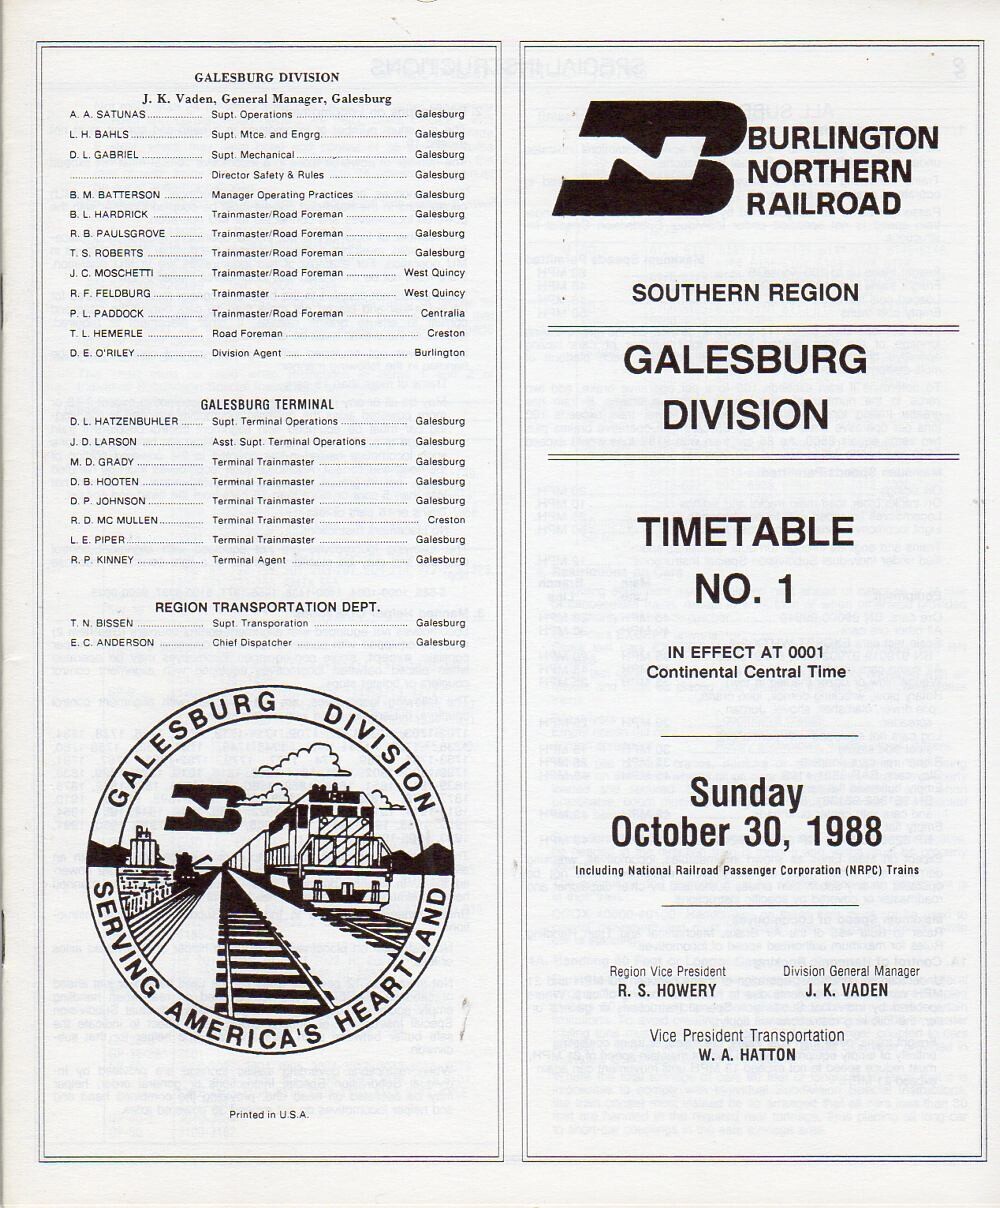 GALESBURG DIVISION
J. K. Vaden, General Manager, Galesburg
A. A. SATUNAS ........ Supt. Operations ........ Galesburg
L. H. BAHLS ........ Supt. Mtce. and Engrg. ........ Galesburg
D. L. GABRIEL ........ Supt. Mechanical ........ Galesburg
........ Director Safety & Rules ........ Galesburg
B. M. BATTERSON ........ Manager Operating Practices ........ Galesburg
B. L. HARDRICK ........ Trainmaster/Road Foreman ........ Galesburg
R. B. PAULSGROVE ........ Trainmaster/Road Foreman ........ Galesburg
T. S. ROBERTS ........ Trainmaster/Road Foreman ........ Galesburg
J. C. MOSCHETTI ........ Trainmaster/Road Foreman ........ West Quincy
R. F. FELDBURG ........ Trainmaster ........ West Quincy
P. L. PADDOCK ........ Trainmaster/Road Foreman ........ Centralia
T. L. HEMERLE ........ Road Foreman ........ Creston
D. E. O'RILEY ........ Division Agent ........ Burlington
GALESBURG TERMINAL
D. L. HATZENBUHLER ........ Supt. Terminal Operations ........ Galesburg
J. D. LARSON ........ Asst. Supt. Terminal Operations ........ Galesburg
M. D. GRADY ........ Terminal Trainmaster ........ Galesburg
D. B. HOOTEN ........ Terminal Trainmaster ........ Galesburg
D. P. JOHNSON ........ Terminal Trainmaster ........ Galesburg
R. D. MC MULLEN ........ Terminal Trainmaster ........ Creston
L. E. PIPER ........ Terminal Trainmaster ........ Galesburg
R. P. KINNEY ........ Terminal Agent ........ Galesburg
REGION TRANSPORTATION DEPT.
T. N. BISSEN ........ Supt. Transporation ........ Galesburg
E. C. ANDERSON ........ Chief Dispatcher ........ Galesburg
GALESBURG DIVISION
BN
SERVING AMERICA'S HEARTLAND
Printed in U.S.A.
BN
BURLINGTON
NORTHERN
RAILROAD
SOUTHERN REGION
GALESBURG
DIVISION
TIMETABLE
NO. 1
IN EFFECT AT 0001
Continental Central Time
Sunday
October 30, 1988
Including National Railroad Passenger Corporation (NRPC) Trains
Region Vice President
R. S. HOWERY
Division General Manager
J. K. VADEN
Vice President Transportation
W. A. HATTON